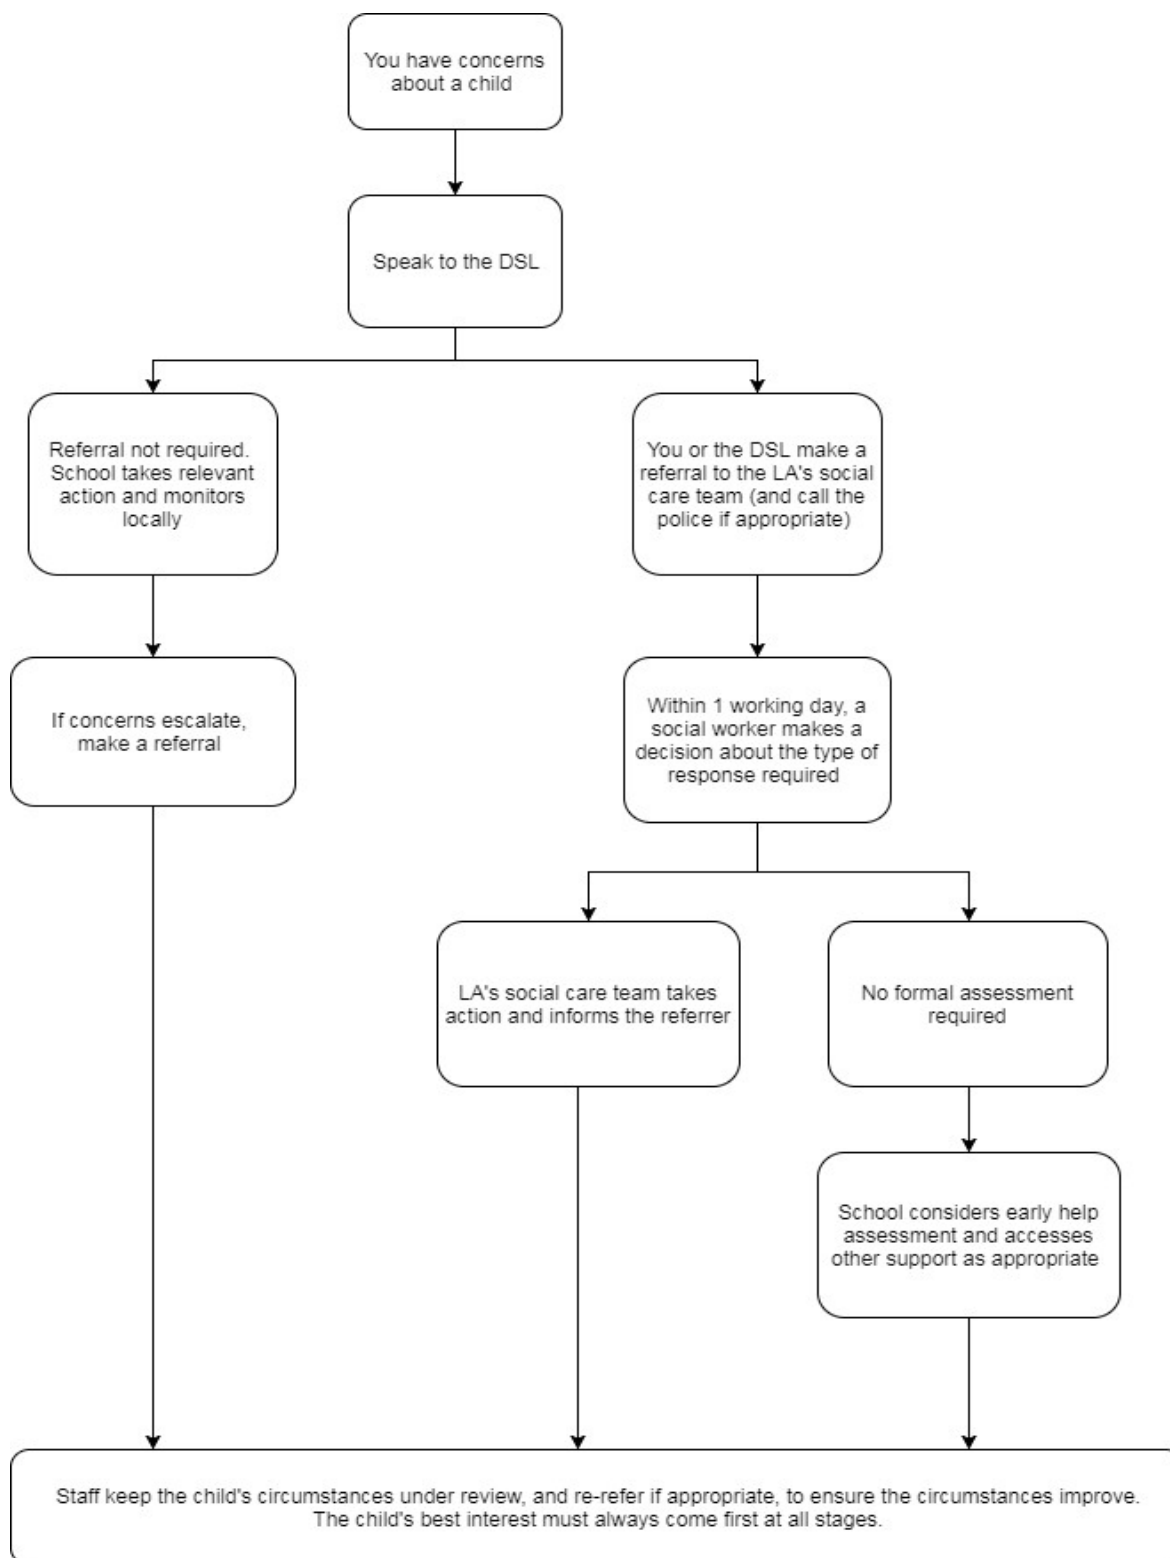 You have concerns
about a child
Speak to the DSL
Referral not required.
School takes relevant
action and monitors
locally
You or the DSL make a
referral to the LA's social
care team (and call the
police if appropriate)
If concerns escalate,
make a referral
Within 1 working day, a
social worker makes a
decision about the type of
response required
LA's social care team takes
action and informs the referrer
No formal assessment
required
School considers early help
assessment and accesses
other support as appropriate
Staff keep the child's circumstances under review, and re-refer if appropriate, to ensure the circumstances improve.
The child's best interest must always come first at all stages.